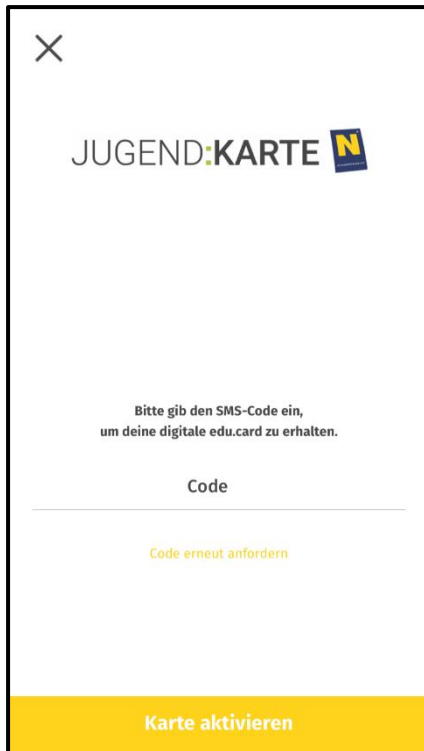 JUGEND:KARTE N
Bitte gib den SMS-Code ein,
um deine digitale edu.card zu erhalten.
Code
Code erneut anfordern
Karte aktivieren